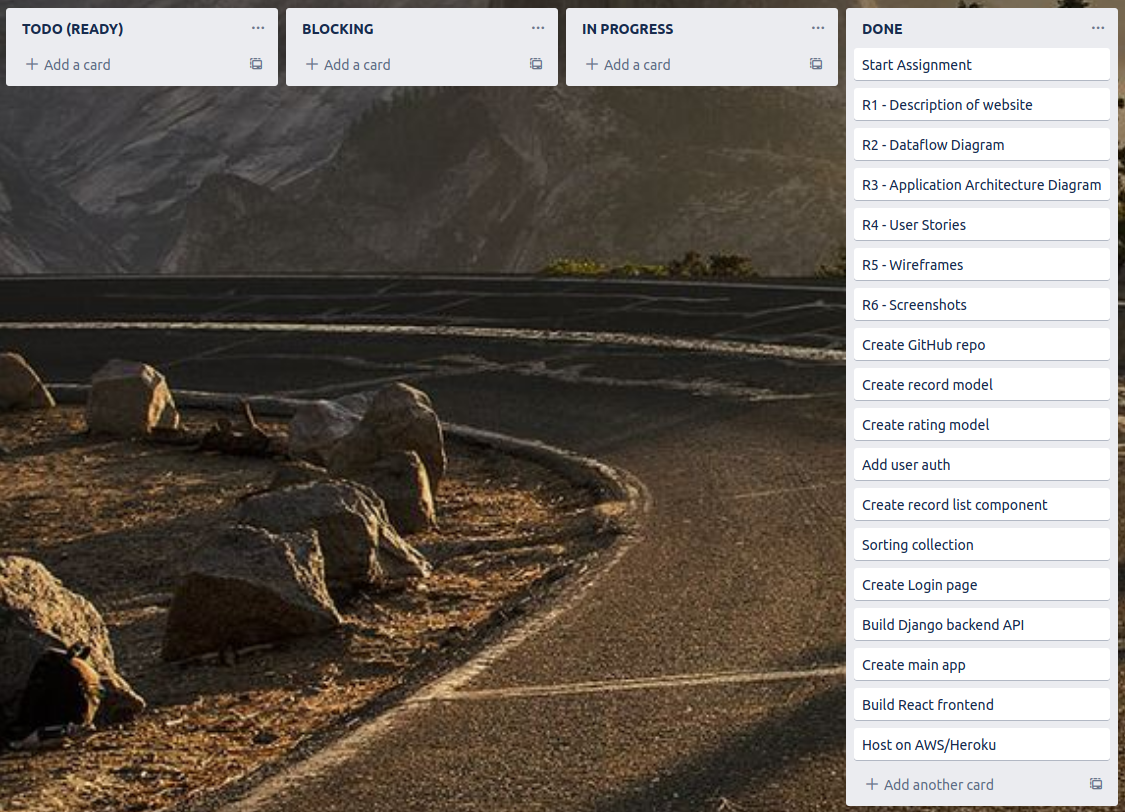 TODO (READY)
Add a card
BLOCKING
Add a card
IN PROGRESS
Add a card
DONE
Start Assignment
R1 - Description of website
R2 - Dataflow Diagram
R3 - Application Architecture Diagram
R4 - User Stories
R5 - Wireframes
R6 - Screenshots
Create GitHub repo
Create record model
Create rating model
Add user auth
Create record list component
Sorting collection
Create Login page
Build Django backend API
Create main app
Build React frontend
Host on AWS/Heroku
Add another card